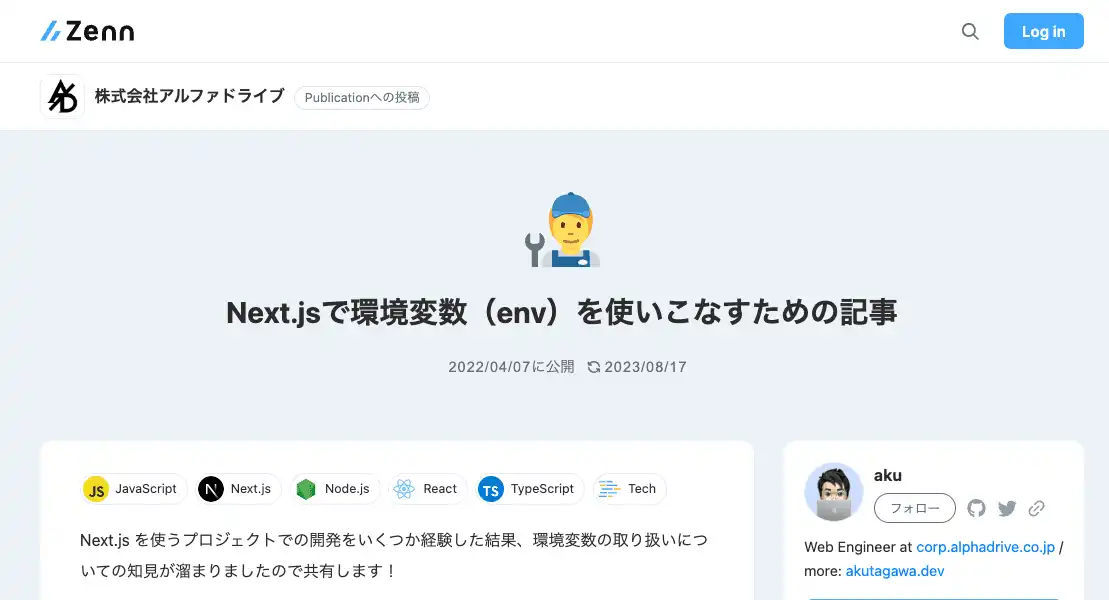 Zenn
Log in
株式会社アルファドライブ
Publicationへの投稿
Next.jsで環境変数（env）を使いこなすための記事
2022/04/07に公開
2023/08/17
JS JavaScript
N Next.js
Node.js
React
TS TypeScript
Tech
Next.js を使うプロジェクトでの開発をいくつか経験した結果、環境変数の取り扱いにつ
いての知見が溜まりましたので共有します！
aku
フォロー
Web Engineer at corp.alphadrive.co.jp /
more: akutagawa.dev